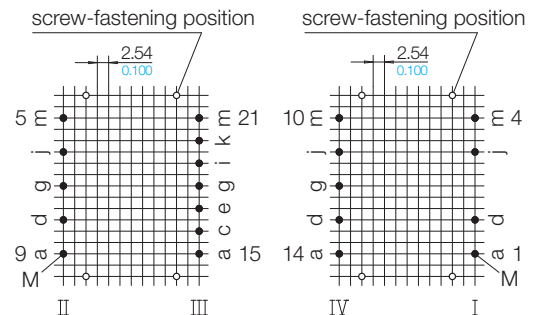 screw-fastening position screw-fastening position
2.54 2.54
0.100 0.100
5 m m 21 10 m m 4
k
j i j j
g g g
d e d d
c
9 a a 15 14 a a 1
M M
II III IV I